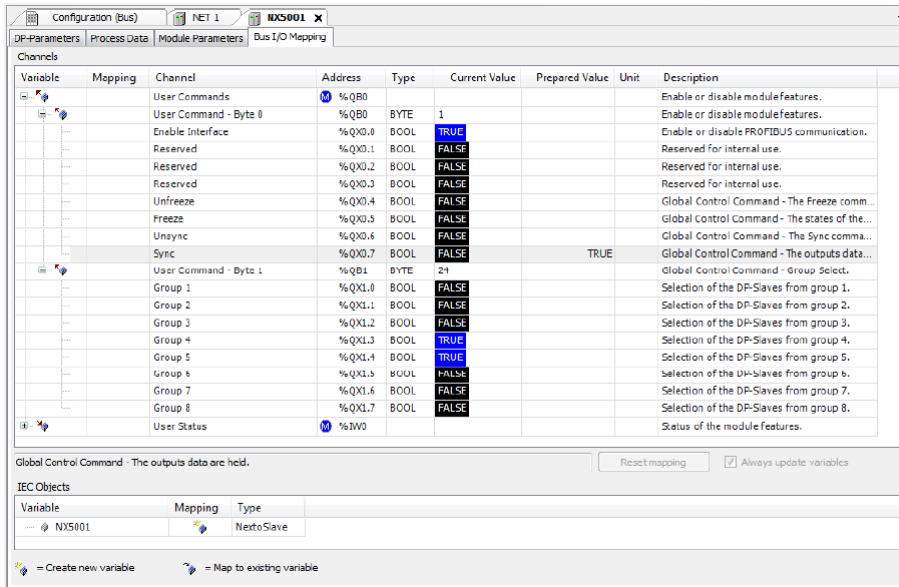 Configuration (Bus) NET 1 NX5001 X
DP-Parameters Process Data Module Parameters Bus I/O Mapping
Channels
Variable Mapping Channel Address Type Current Value Prepared Value Unit Description
User Commands M %QB0 Enable or disable module features.
User Command - Byte 0 %QB0 BYTE 1 Enable or disable module features.
Enable Interface %QX0.0 BOOL TRUE Enable or disable PROFIBUS communication.
Reserved %QX0.1 BOOL FALSE Reserved for internal use.
Reserved %QX0.2 BOOL FALSE Reserved for internal use.
Reserved %QX0.3 BOOL FALSE Reserved for internal use.
Unfreeze %QX0.4 BOOL FALSE Global Control Command - The Freeze comm...
Freeze %QX0.5 BOOL FALSE Global Control Command - The states of the...
Unsync %QX0.6 BOOL FALSE Global Control Command - The Sync comma...
Sync %QX0.7 BOOL FALSE TRUE Global Control Command - The outputs data...
User Command - Byte 1 %QB1 BYTE 24 Global Control Command - Group Select.
Group 1 %QX1.0 BOOL FALSE Selection of the DP-Slaves from group 1.
Group 2 %QX1.1 BOOL FALSE Selection of the DP-Slaves from group 2.
Group 3 %QX1.2 BOOL FALSE Selection of the DP-Slaves from group 3.
Group 4 %QX1.3 BOOL TRUE Selection of the DP-Slaves from group 4.
Group 5 %QX1.4 BOOL TRUE Selection of the DP-Slaves from group 5.
Group 6 %QX1.5 BOOL FALSE Selection of the DP-Slaves from group 6.
Group 7 %QX1.6 BOOL FALSE Selection of the DP-Slaves from group 7.
Group 8 %QX1.7 BOOL FALSE Selection of the DP-Slaves from group 8.
User Status M %IW0 Status of the module features.
Global Control Command - The outputs data are held. Reset mapping Always update variables
IEC Objects
Variable Mapping Type
NX5001 NextoSlave
= Create new variable = Map to existing variable